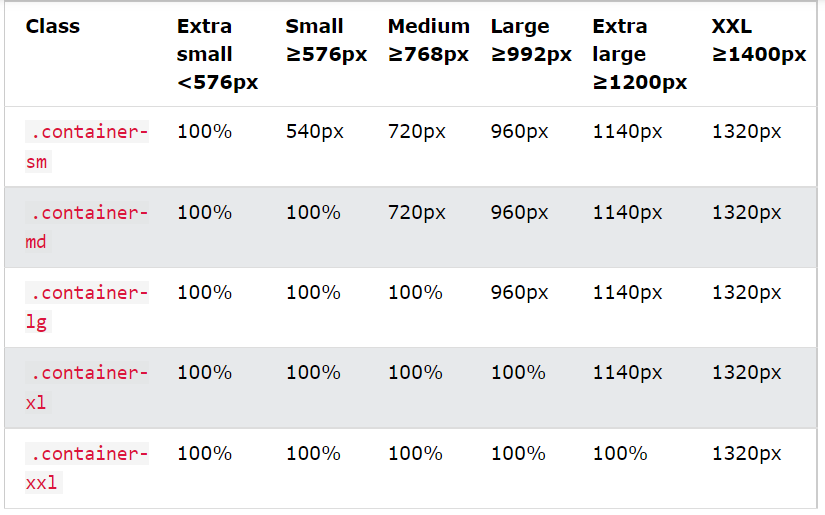 Class Extra small <576px Small ≥576px Medium ≥768px Large ≥992px Extra large ≥1200px XXL ≥1400px
.container-sm 100% 540px 720px 960px 1140px 1320px
.container-md 100% 100% 720px 960px 1140px 1320px
.container-lg 100% 100% 100% 960px 1140px 1320px
.container-xl 100% 100% 100% 100% 1140px 1320px
.container-xxl 100% 100% 100% 100% 100% 1320px